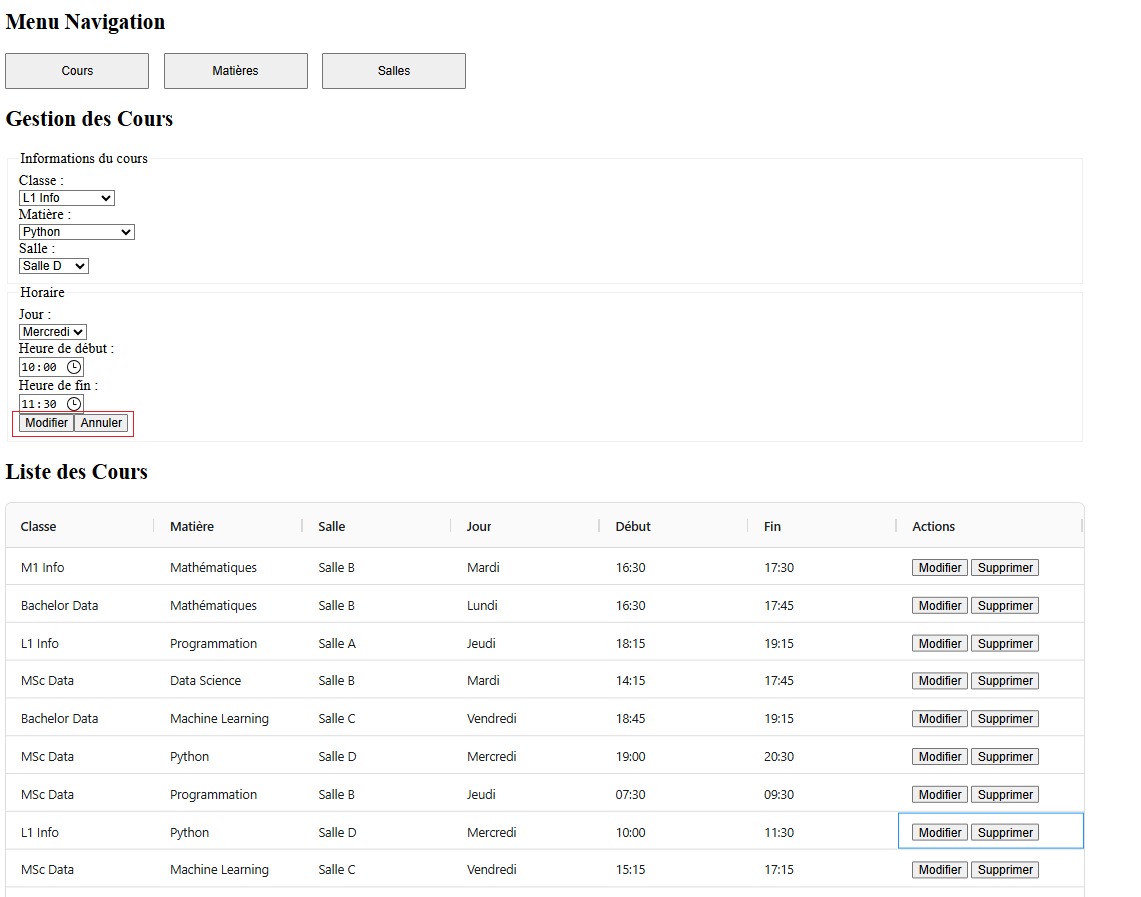 Menu Navigation
Cours Matières Salles
Gestion des Cours
Informations du cours
Classe :
L1 Info
Matière :
Python
Salle :
Salle D
Horaire
Jour :
Mercredi
Heure de début :
10:00
Heure de fin :
11:30
Modifier Annuler
Liste des Cours
Classe Matière Salle Jour Début Fin Actions
M1 Info Mathématiques Salle B Mardi 16:30 17:30 Modifier Supprimer
Bachelor Data Mathématiques Salle B Lundi 16:30 17:45 Modifier Supprimer
L1 Info Programmation Salle A Jeudi 18:15 19:15 Modifier Supprimer
MSc Data Data Science Salle B Mardi 14:15 17:45 Modifier Supprimer
Bachelor Data Machine Learning Salle C Vendredi 18:45 19:15 Modifier Supprimer
MSc Data Python Salle D Mercredi 19:00 20:30 Modifier Supprimer
MSc Data Programmation Salle B Jeudi 07:30 09:30 Modifier Supprimer
L1 Info Python Salle D Mercredi 10:00 11:30 Modifier Supprimer
MSc Data Machine Learning Salle C Vendredi 15:15 17:15 Modifier Supprimer